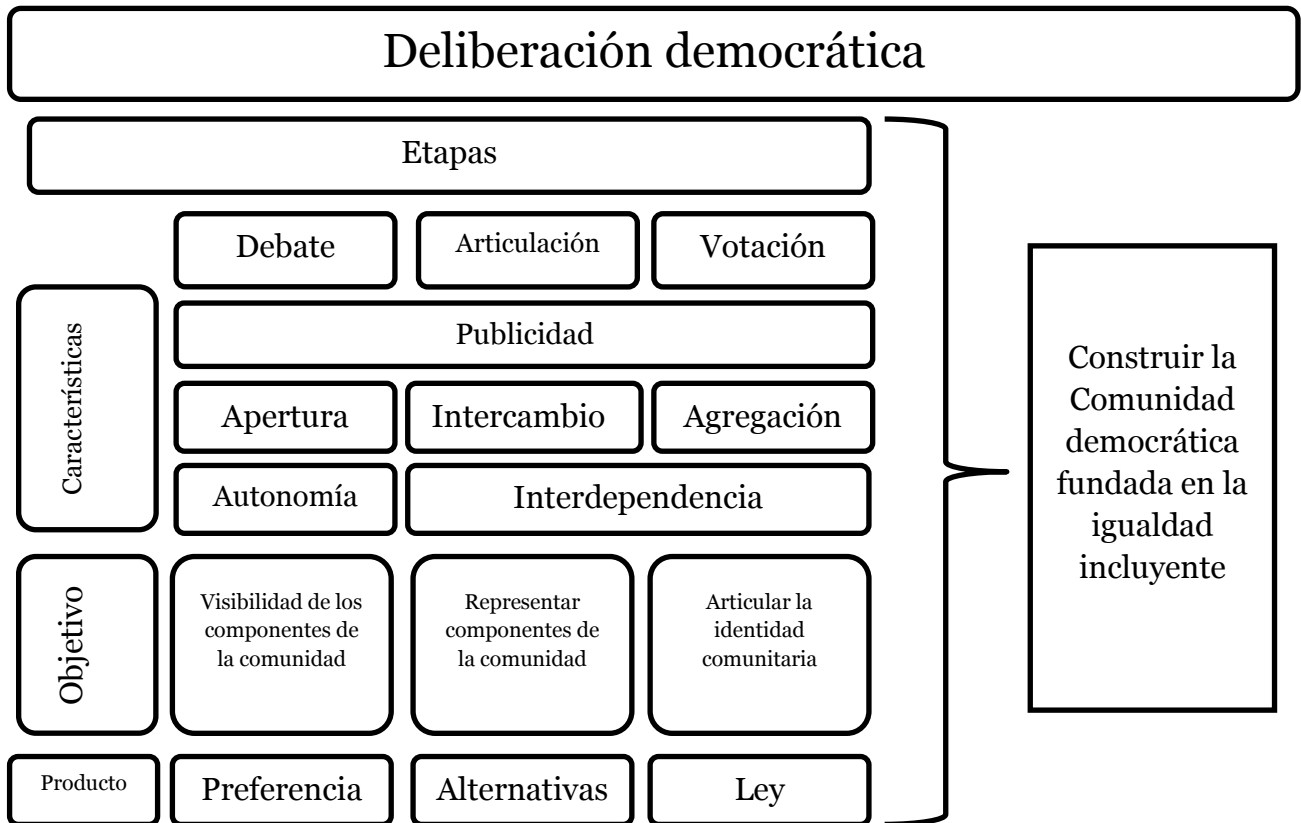 Deliberación democrática
Etapas
Debate
Articulación
Votación
Características
Publicidad
Apertura
Intercambio
Agregación
Autonomía
Interdependencia
Objetivo
Visibilidad de los
componentes de
la comunidad
Representar
componentes de
la comunidad
Articular la
identidad
comunitaria
Producto
Preferencia
Alternativas
Ley
Construir la
Comunidad
democrática
fundada en la
igualdad
incluyente